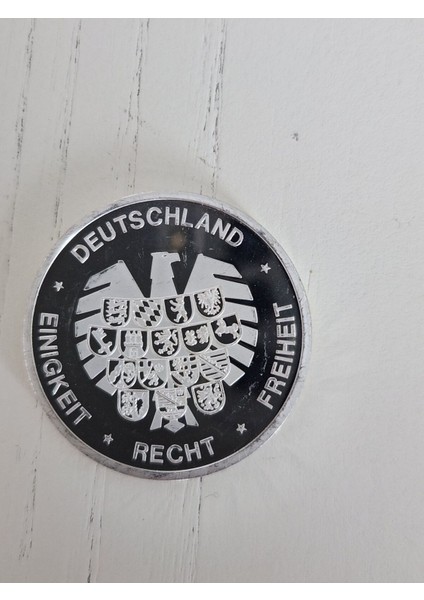 DEUTSCHLAND
EINIGKEIT
RECHT
FREIHEIT